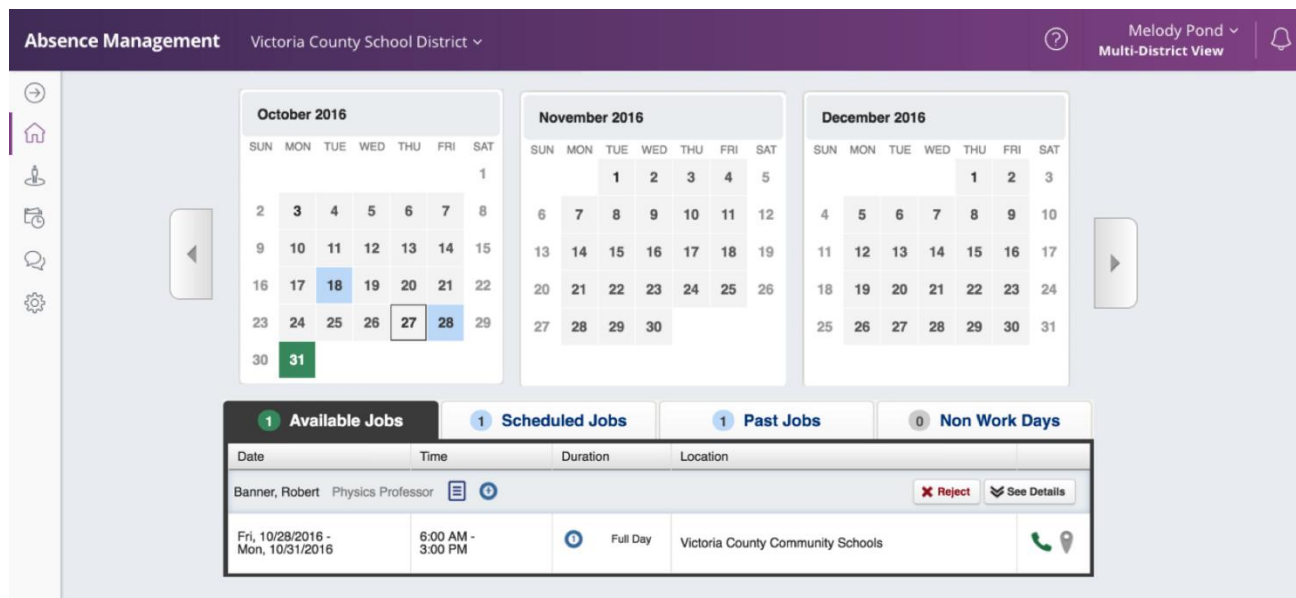 Absence Management Victoria County School District
Melody Pond
Multi-District View
October 2016
SUN MON TUE WED THU FRI SAT
1
2 3 4 5 6 7 8
9 10 11 12 13 14 15
16 17 18 19 20 21 22
23 24 25 26 27 28 29
30 31
November 2016
SUN MON TUE WED THU FRI SAT
1 2 3 4 5
6 7 8 9 10 11 12
13 14 15 16 17 18 19
20 21 22 23 24 25 26
27 28 29 30
December 2016
SUN MON TUE WED THU FRI SAT
1 2 3
4 5 6 7 8 9 10
11 12 13 14 15 16 17
18 19 20 21 22 23 24
25 26 27 28 29 30 31
1 Available Jobs 1 Scheduled Jobs 1 Past Jobs 0 Non Work Days
Date Time Duration Location
Banner, Robert Physics Professor Reject See Details
Fri, 10/28/2016 -
Mon, 10/31/2016
6:00 AM -
3:00 PM
1 Full Day Victoria County Community Schools